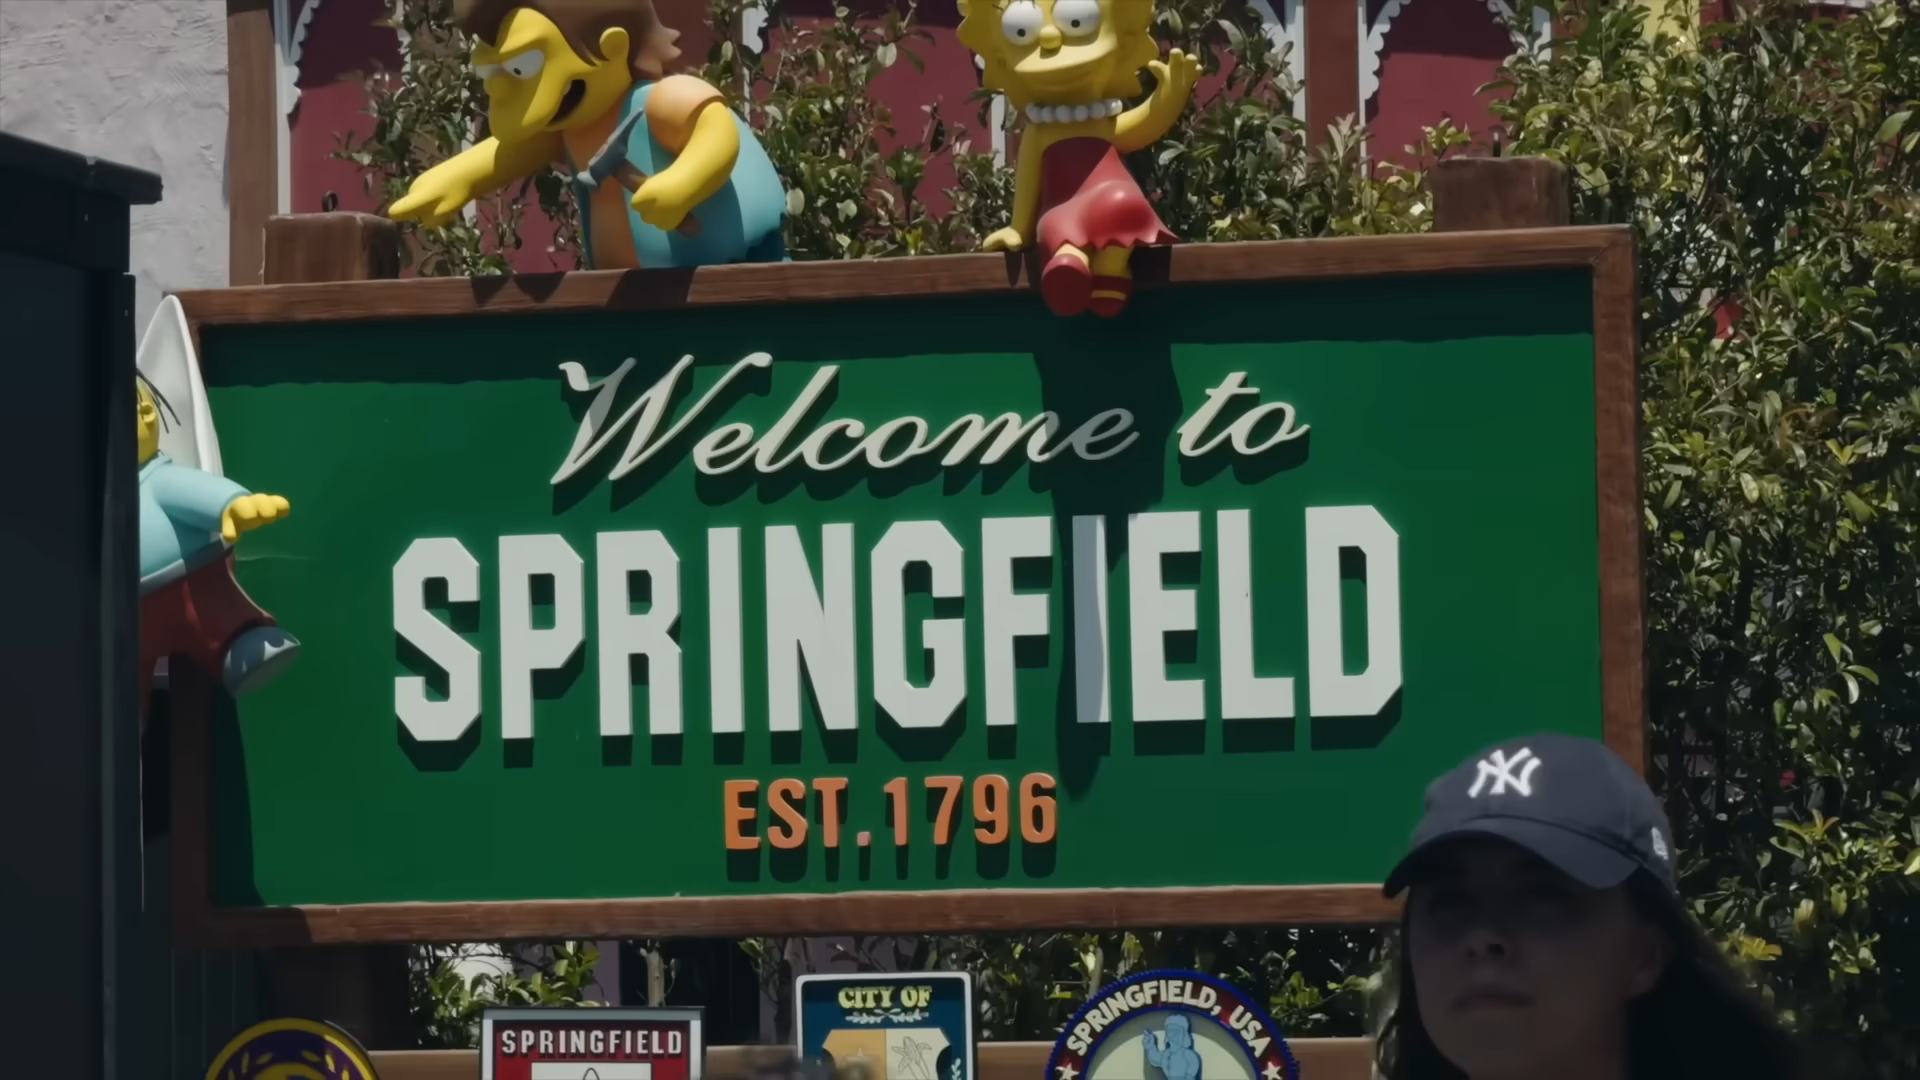 Welcome to
SPRINGFIELD
EST.1796
NY
CITY OF
SPRINGFIELD
SPRINGFIELD, USA